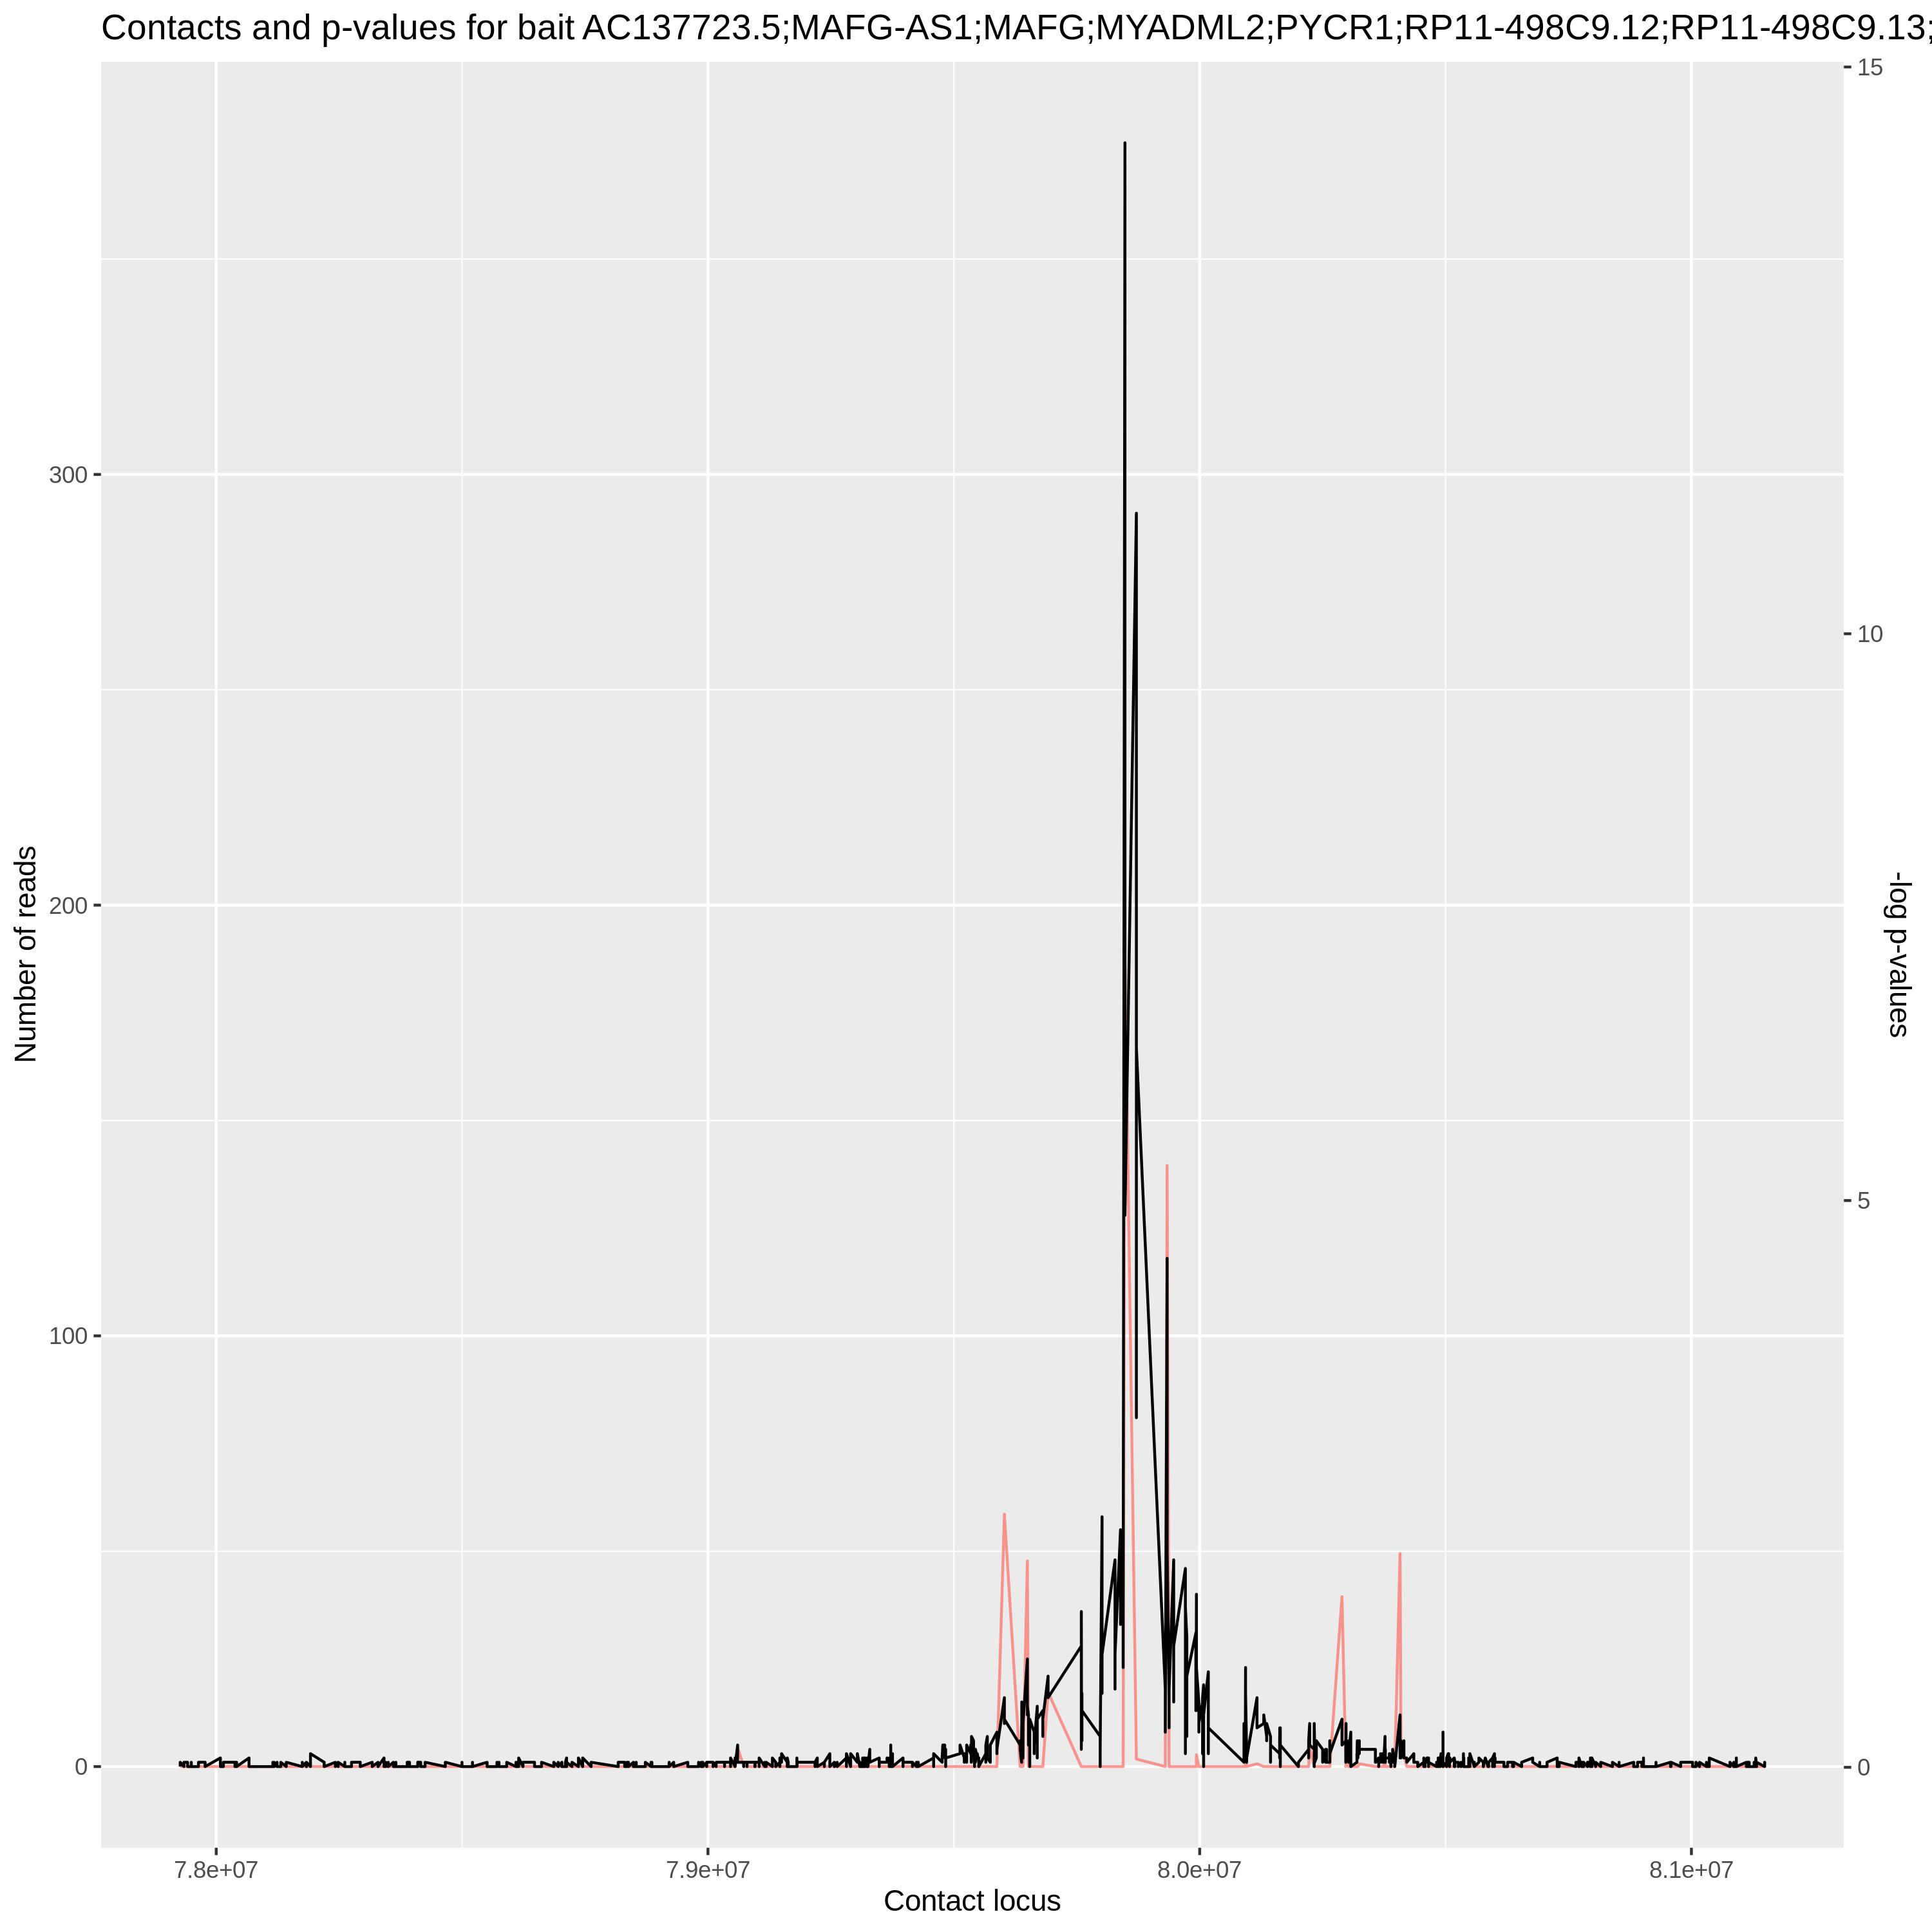 Contacts and p-values for bait AC137723.5;MAFG-AS1;MAFG;MYADML2;PYCR1;RP11-498C9.12;RP11-498C9.13;
15
300
10
200
Number of reads
-log p-values
5
100
0
0
7.8e+07
7.9e+07
8.0e+07
8.1e+07
Contact locus